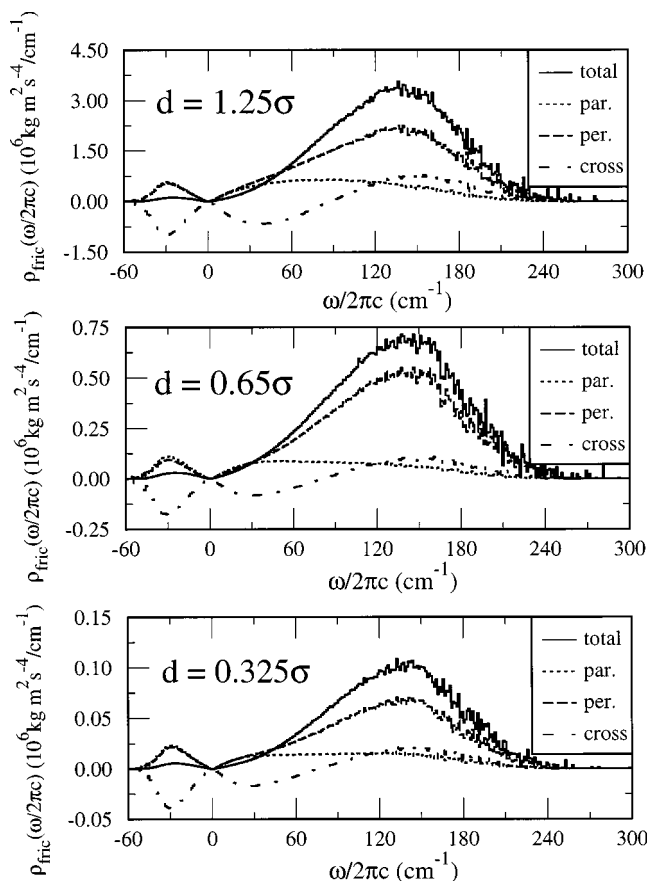 4.50
3.00
1.50
0.00
-1.50
ρfric(ω/2πc) (10⁶kg m² s⁻⁴/cm⁻¹)
d = 1.25σ
total
par.
per.
cross
-60 0 60 120 180 240 300
ω/2πc (cm⁻¹)
0.75
0.50
0.25
0.00
-0.25
ρfric(ω/2πc) (10⁶kg m² s⁻⁴/cm⁻¹)
d = 0.65σ
total
par.
per.
cross
-60 0 60 120 180 240 300
ω/2πc (cm⁻¹)
0.15
0.10
0.05
0.00
-0.05
ρfric(ω/2πc) (10⁶kg m² s⁻⁴/cm⁻¹)
d = 0.325σ
total
par.
per.
cross
-60 0 60 120 180 240 300
ω/2πc (cm⁻¹)